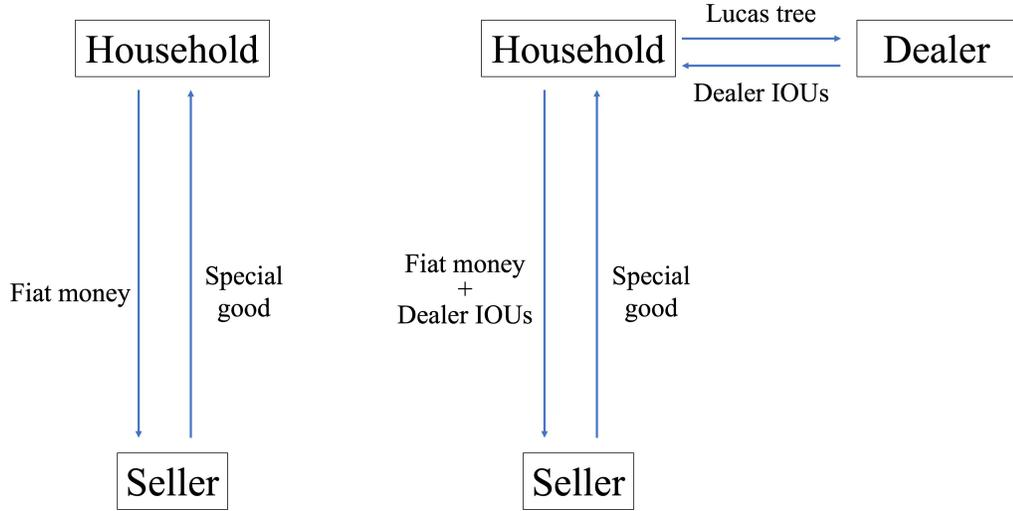 Household
Fiat money
Special
good
Seller
Household
Lucas tree
Dealer IOUs
Dealer
Fiat money
+
Dealer IOUs
Special
good
Seller